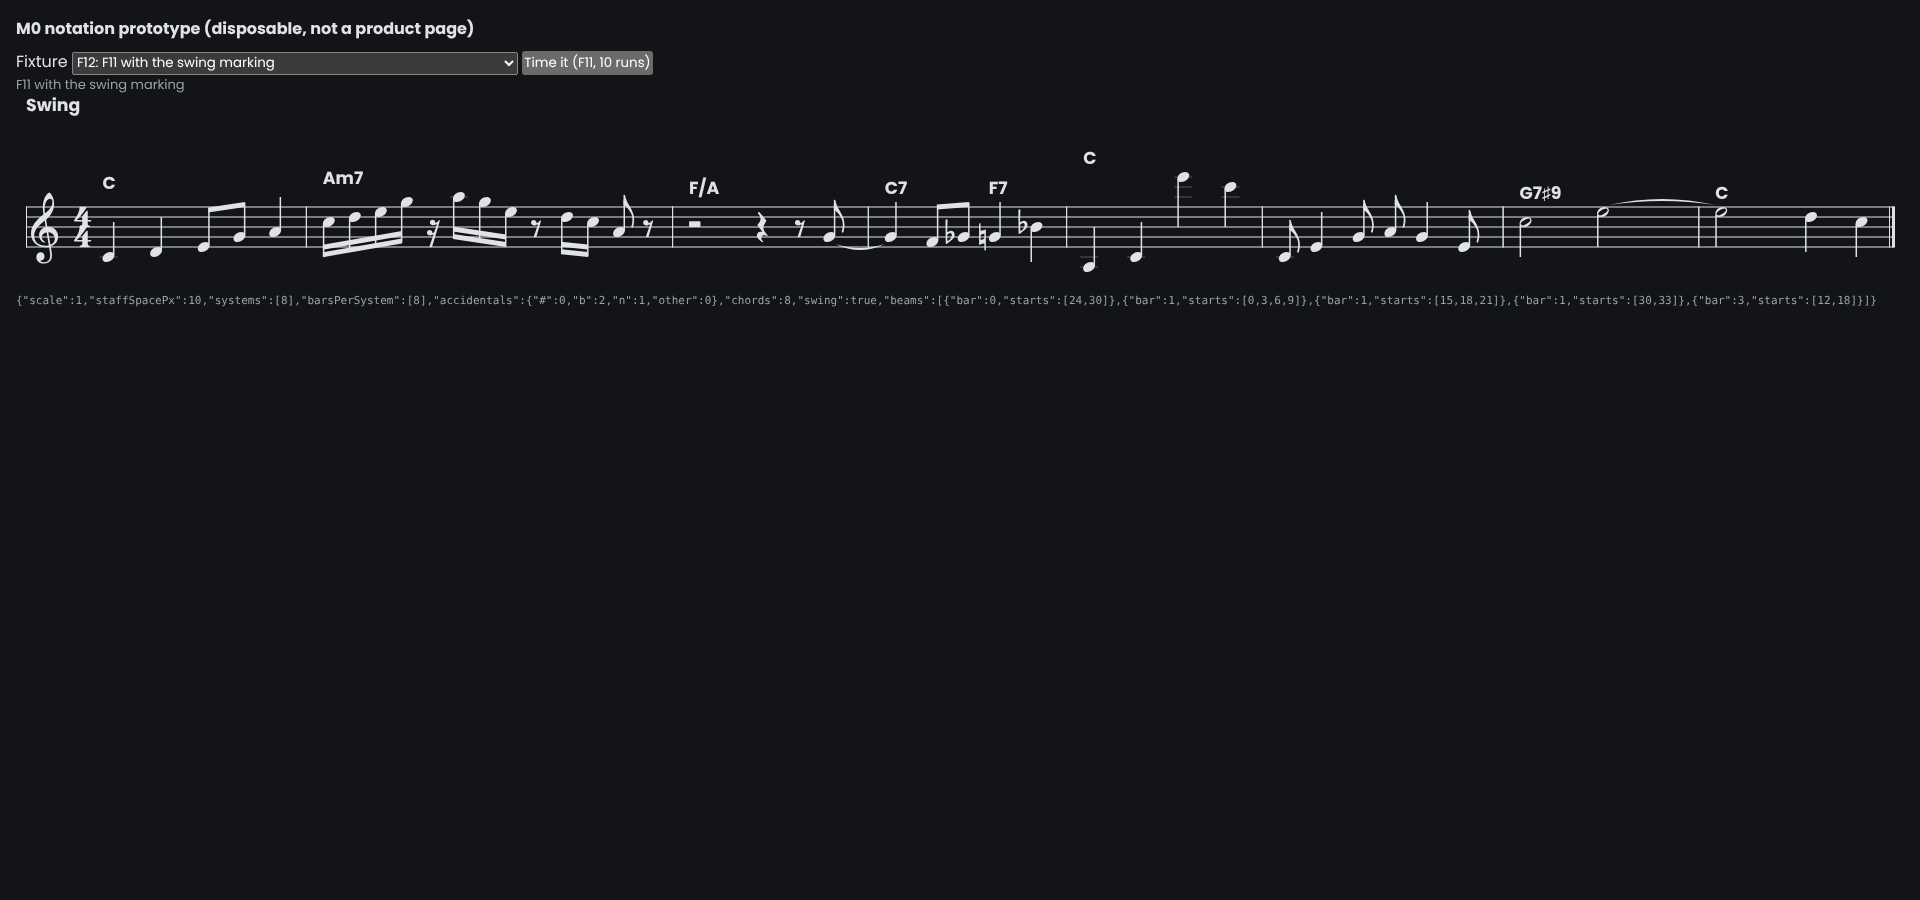 M0 notation prototype (disposable, not a product page)
Fixture F12: F11 with the swing marking Time it (F11, 10 runs)
F11 with the swing marking
Swing
C Am7 F/A C7 F7 C G7♯9 C
4
4
{"scale":1,"staffSpacePx":10,"systems":[8],"barsPerSystem":[8],"accidentals":{"#":0,"b":2,"n":1,"other":0},"chords":8,"swing":true,"beams":[{"bar":0,"starts":[24,30]},{"bar":1,"starts":[0,3,6,9]},{"bar":1,"starts":[15,18,21]},{"bar":1,"starts":[30,33]},{"bar":3,"starts":[12,18]}]}